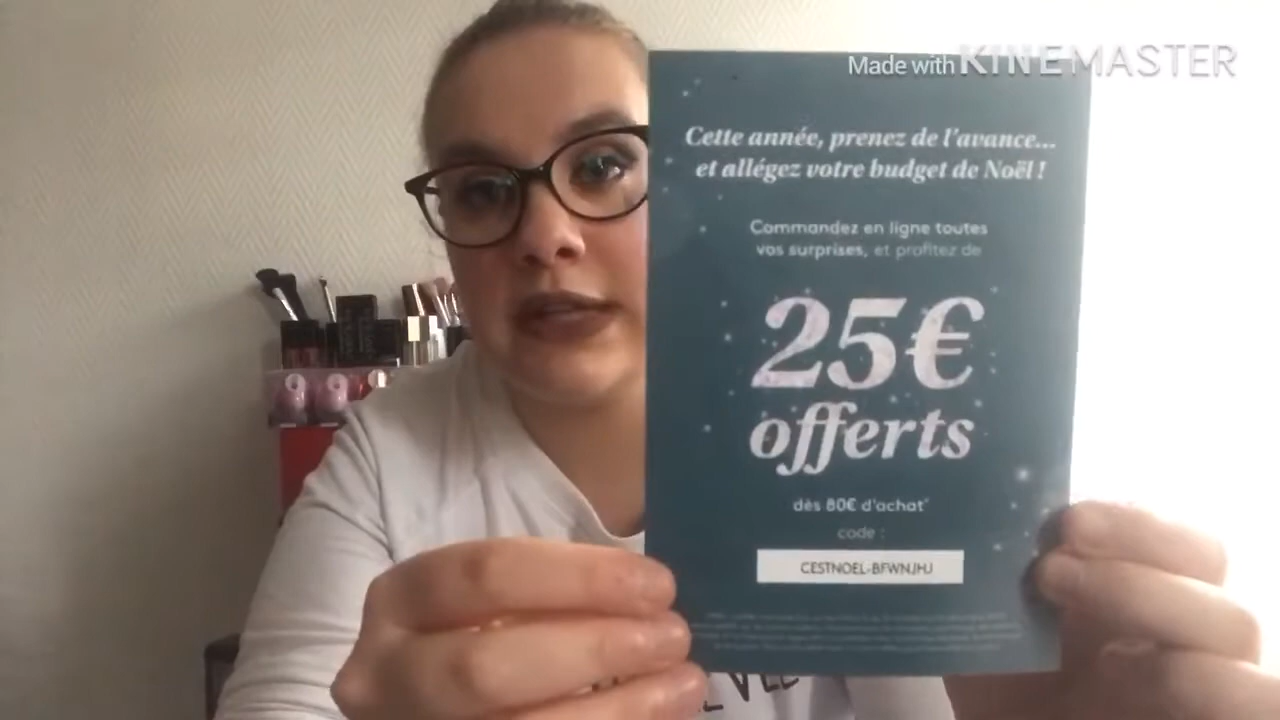 Made with KINEMASTER
Cette année, prenez de l'avance...
et allégez votre budget de Noël !
Commandez en ligne toutes
vos surprises, et profitez de
25€
offerts
dès 80€ d'achat*
code :
CESTNOEL-BFWNJHJ